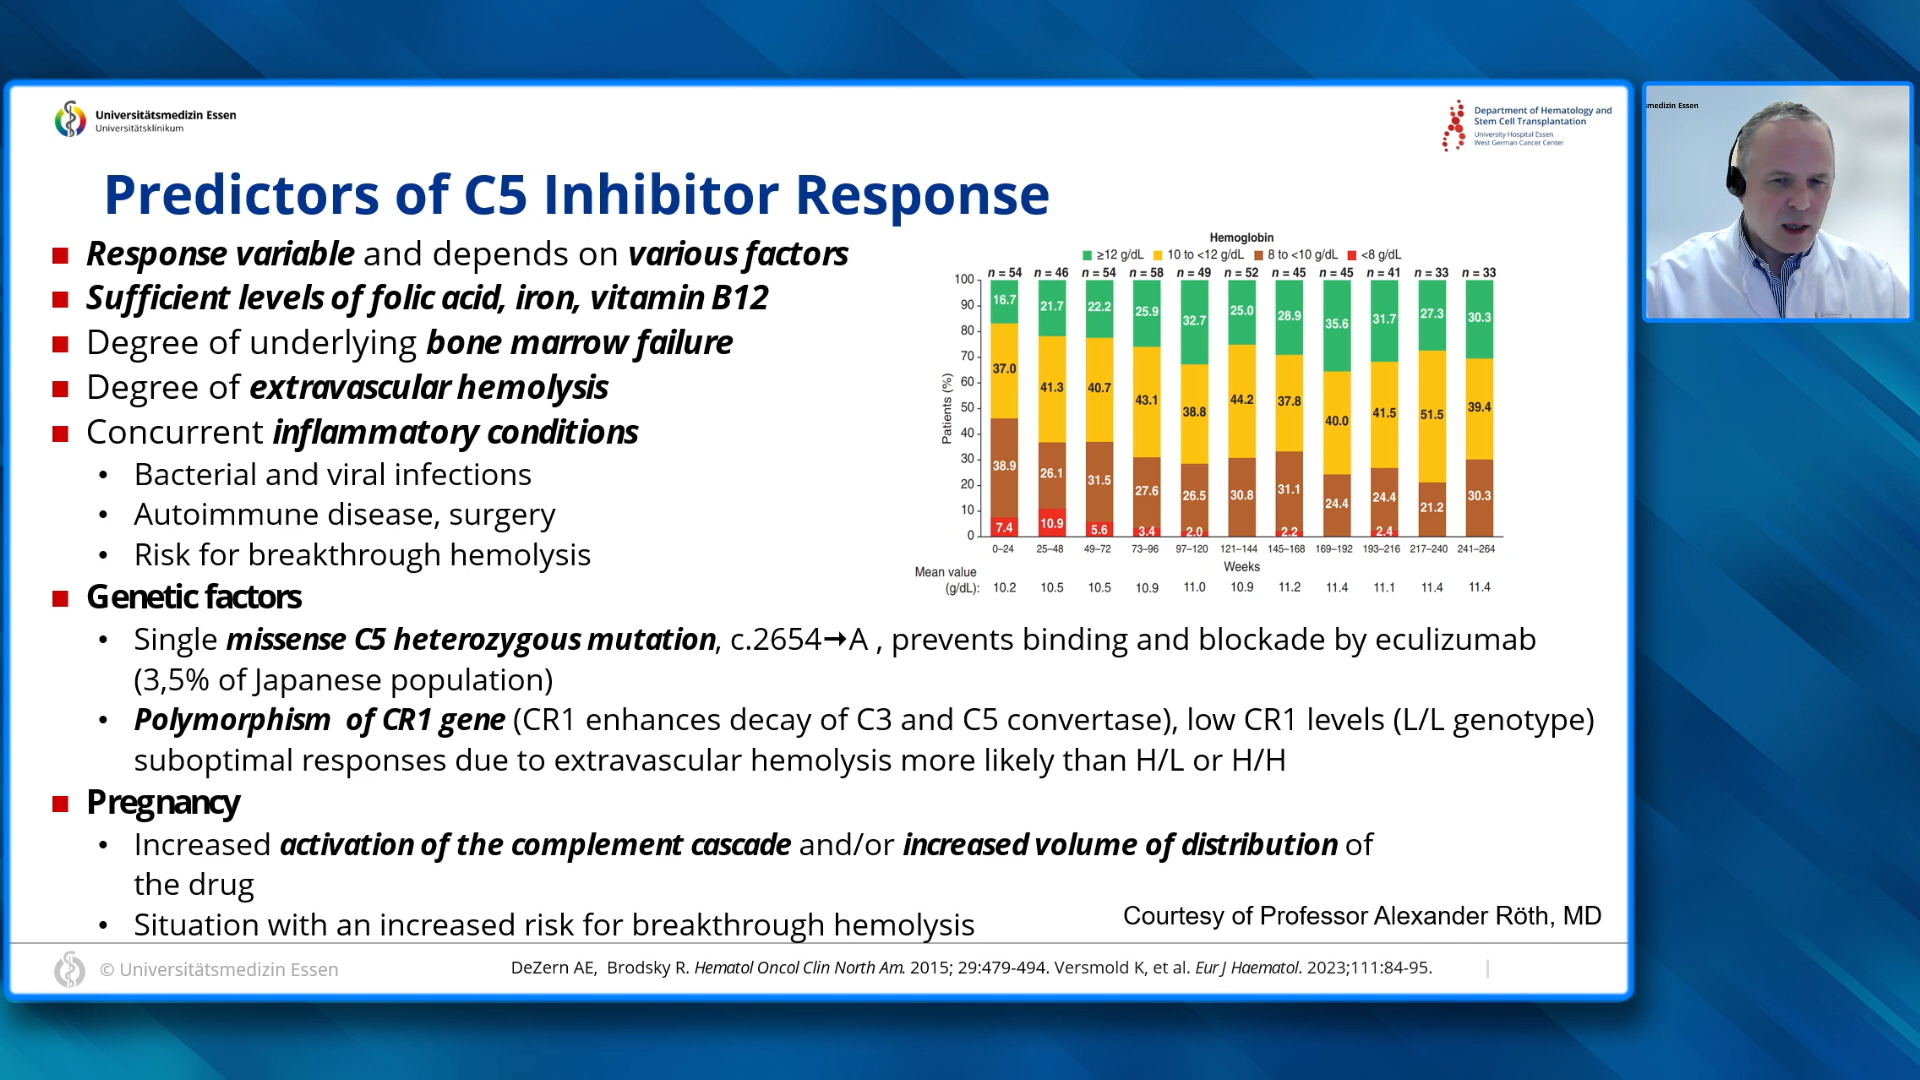 Universitätsmedizin Essen
Universitätsklinikum
Department of Hematology and
Stem Cell Transplantation
University Hospital Essen
West German Cancer Center
smedizin Essen
Predictors of C5 Inhibitor Response
Response variable and depends on various factors
Sufficient levels of folic acid, iron, vitamin B12
Degree of underlying bone marrow failure
Degree of extravascular hemolysis
Concurrent inflammatory conditions
• Bacterial and viral infections
• Autoimmune disease, surgery
• Risk for breakthrough hemolysis
Hemoglobin
≥12 g/dL 10 to <12 g/dL 8 to <10 g/dL <8 g/dL
n = 54 n = 46 n = 54 n = 58 n = 49 n = 52 n = 45 n = 45 n = 41 n = 33 n = 33
Patients (%)
100
90
80
70
60
50
40
30
20
10
0
16.7 21.7 22.2 25.9 32.7 25.0 28.9 35.6 31.7 27.3 30.3
37.0 41.3 40.7 43.1 38.8 44.2 37.8 40.0 41.5 51.5 39.4
38.9 26.1 31.5 27.6 26.5 30.8 31.1 24.4 24.4 21.2 30.3
7.4 10.9 5.6 3.4 2.0 2.2 2.4
0–24 25–48 49–72 73–96 97–120 121–144 145–168 169–192 193–216 217–240 241–264
Weeks
Mean value
(g/dL): 10.2 10.5 10.5 10.9 11.0 10.9 11.2 11.4 11.1 11.4 11.4
Genetic factors
• Single missense C5 heterozygous mutation, c.2654➞A , prevents binding and blockade by eculizumab
(3,5% of Japanese population)
• Polymorphism of CR1 gene (CR1 enhances decay of C3 and C5 convertase), low CR1 levels (L/L genotype)
suboptimal responses due to extravascular hemolysis more likely than H/L or H/H
Pregnancy
• Increased activation of the complement cascade and/or increased volume of distribution of
the drug
• Situation with an increased risk for breakthrough hemolysis
Courtesy of Professor Alexander Röth, MD
© Universitätsmedizin Essen
DeZern AE, Brodsky R. Hematol Oncol Clin North Am. 2015; 29:479-494. Versmold K, et al. Eur J Haematol. 2023;111:84-95.